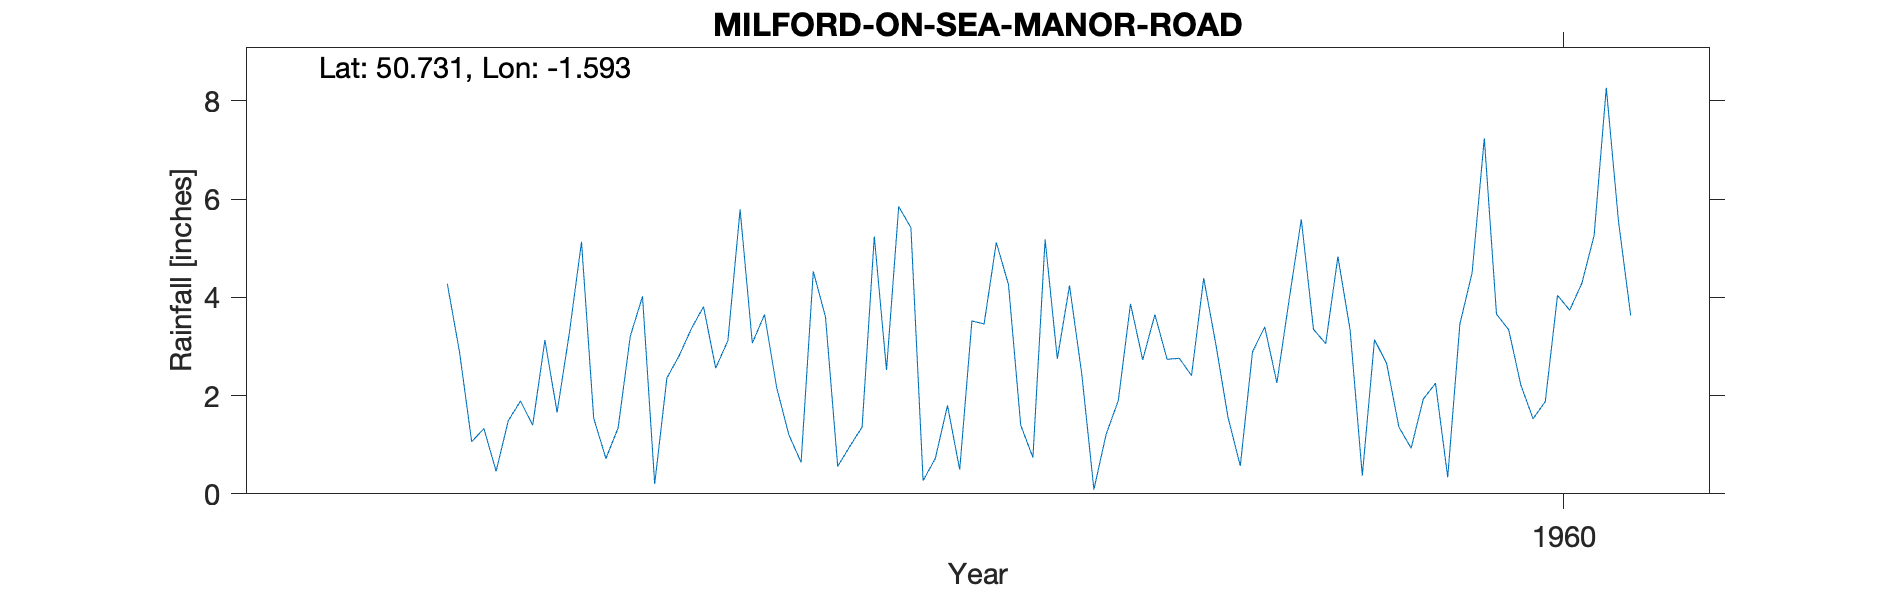 MILFORD-ON-SEA-MANOR-ROAD
Lat: 50.731, Lon: -1.593
8
6
4
2
0
Rainfall [inches]
1960
Year